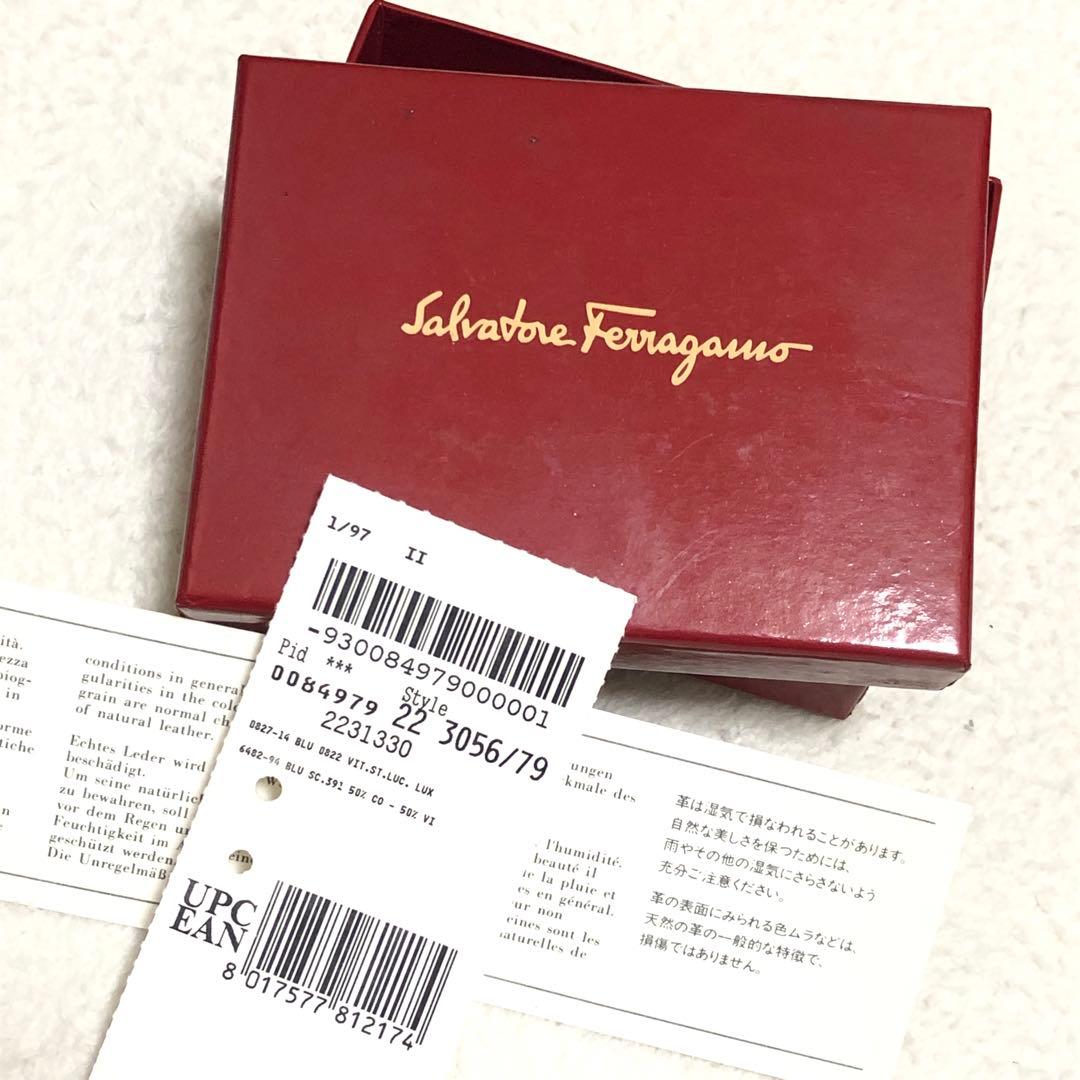 Salvatore Ferragamo
1/97 II
-93008497900001
Pid ***
Style
0084979 22 3056/79
2231330
0827-14 BLU 0822 VIT.ST.LUC. LUX
6482-94 BLU SC.391 50% CO - 50% VI
UPC
EAN
8 017577 812174
ità.
ezza
piog-
in
orme
tiche
n
e
conditions in general
gularities in the col
grain are normal ch
of natural leather.
Echtes Leder wird
beschädigt.
Um seine natürlic
zu bewahren, soll
vor dem Regen u
Feuchtigkeit im
geschützt werden.
Die Unregelmäß
w
ein
ungen
kmale des
l'humidité.
beauté il
ie la pluie et
es en général.
ur non
eines sont les
aturelles de
革は湿気で損なわれることがあります。
自然な美しさを保つためには、
雨やその他の湿気にさらさないよう
充分ご注意ください。
革の表面にみられる色ムラなどは、
天然の革の一般的な特徴で、
損傷ではありません。